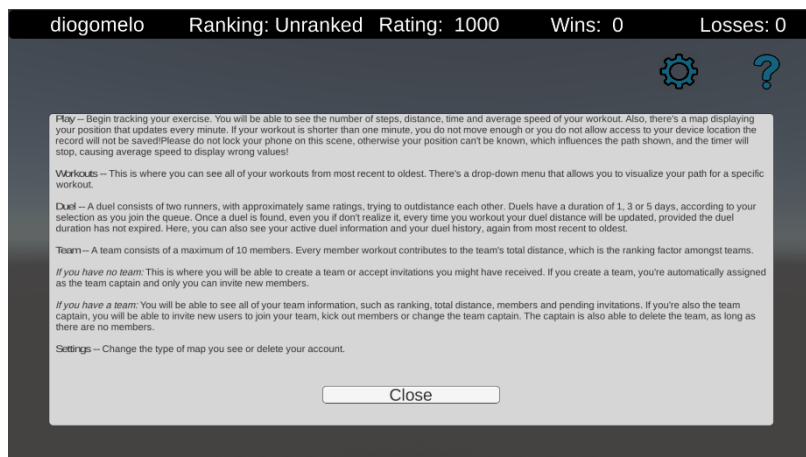 diogomelo Ranking: Unranked Rating: 1000 Wins: 0 Losses: 0
Play -- Begin tracking your exercise. You will be able to see the number of steps, distance, time and average speed of your workout. Also, there's a map displaying
your position that updates every minute. If your workout is shorter than one minute, you do not move enough or you do not allow access to your device location the
record will not be saved!Please do not lock your phone on this scene, otherwise your position can't be known, which influences the path shown, and the timer will
stop, causing average speed to display wrong values!
Workouts -- This is where you can see all of your workouts from most recent to oldest. There's a drop-down menu that allows you to visualize your path for a specific
workout.
Duel -- A duel consists of two runners, with approximately same ratings, trying to outdistance each other. Duels have a duration of 1, 3 or 5 days, according to your
selection as you join the queue. Once a duel is found, even you if don't realize it, every time you workout your duel distance will be updated, provided the duel
duration has not expired. Here, you can also see your active duel information and your duel history, again from most recent to oldest.
Team -- A team consists of a maximum of 10 members. Every member workout contributes to the team's total distance, which is the ranking factor amongst teams.
If you have no team: This is where you will be able to create a team or accept invitations you might have received. If you create a team, you're automatically assigned
as the team captain and only you can invite new members.
If you have a team: You will be able to see all of your team information, such as ranking, total distance, members and pending invitations. If you're also the team
captain, you will be able to invite new users to join your team, kick out members or change the team captain. The captain is also able to delete the team, as long as
there are no members.
Settings -- Change the type of map you see or delete your account.
Close